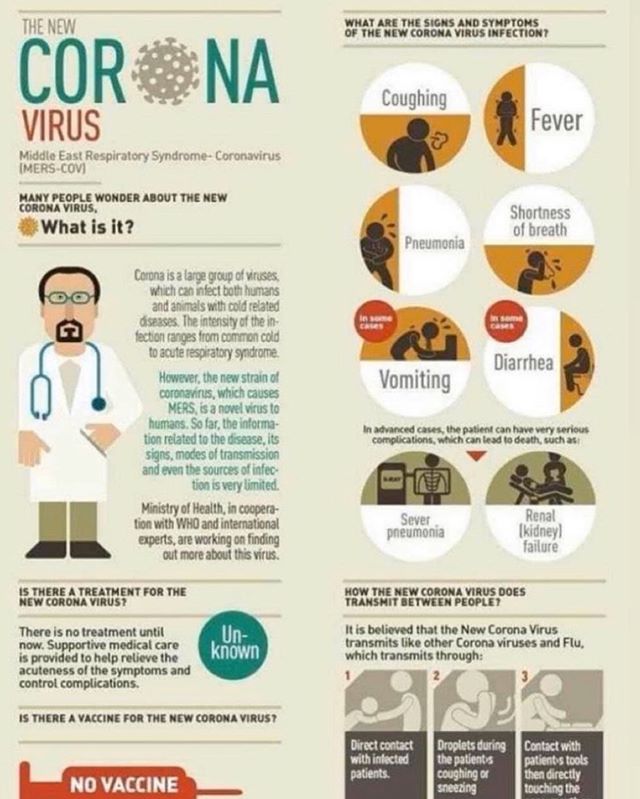 THE NEW
CORONA
VIRUS
Middle East Respiratory Syndrome- Coronavirus
(MERS-COV)
MANY PEOPLE WONDER ABOUT THE NEW
CORONA VIRUS,
What is it?
Corona is a large group of viruses,
which can infect both humans
and animals with cold related
diseases. The intensity of the in-
fection ranges from common cold
to acute respiratory syndrome.
However, the new strain of
coronavirus, which causes
MERS, is a novel virus to
humans. So far, the informa-
tion related to the disease, its
signs, modes of transmission
and even the sources of infec-
tion is very limited.
Ministry of Health, in coopera-
tion with WHO and international
experts, are working on finding
out more about this virus.
IS THERE A TREATMENT FOR THE
NEW CORONA VIRUS?
There is no treatment until
now. Supportive medical care
is provided to help relieve the
acuteness of the symptoms and
control complications.
Un-
known
IS THERE A VACCINE FOR THE NEW CORONA VIRUS?
NO VACCINE
WHAT ARE THE SIGNS AND SYMPTOMS
OF THE NEW CORONA VIRUS INFECTION?
Coughing
Fever
Pneumonia
Shortness
of breath
In some
cases
Vomiting
In some
cases
Diarrhea
In advanced cases, the patient can have very serious
complications, which can lead to death, such as:
X-RAY
Sever
pneumonia
Renal
(kidney)
failure
HOW THE NEW CORONA VIRUS DOES
TRANSMIT BETWEEN PEOPLE?
It is believed that the New Corona Virus
transmits like other Corona viruses and Flu,
which transmits through:
1
Direct contact
with infected
patients.
2
Droplets during
the patient›s
coughing or
sneezing
3
Contact with
patient›s tools
then directly
touching the